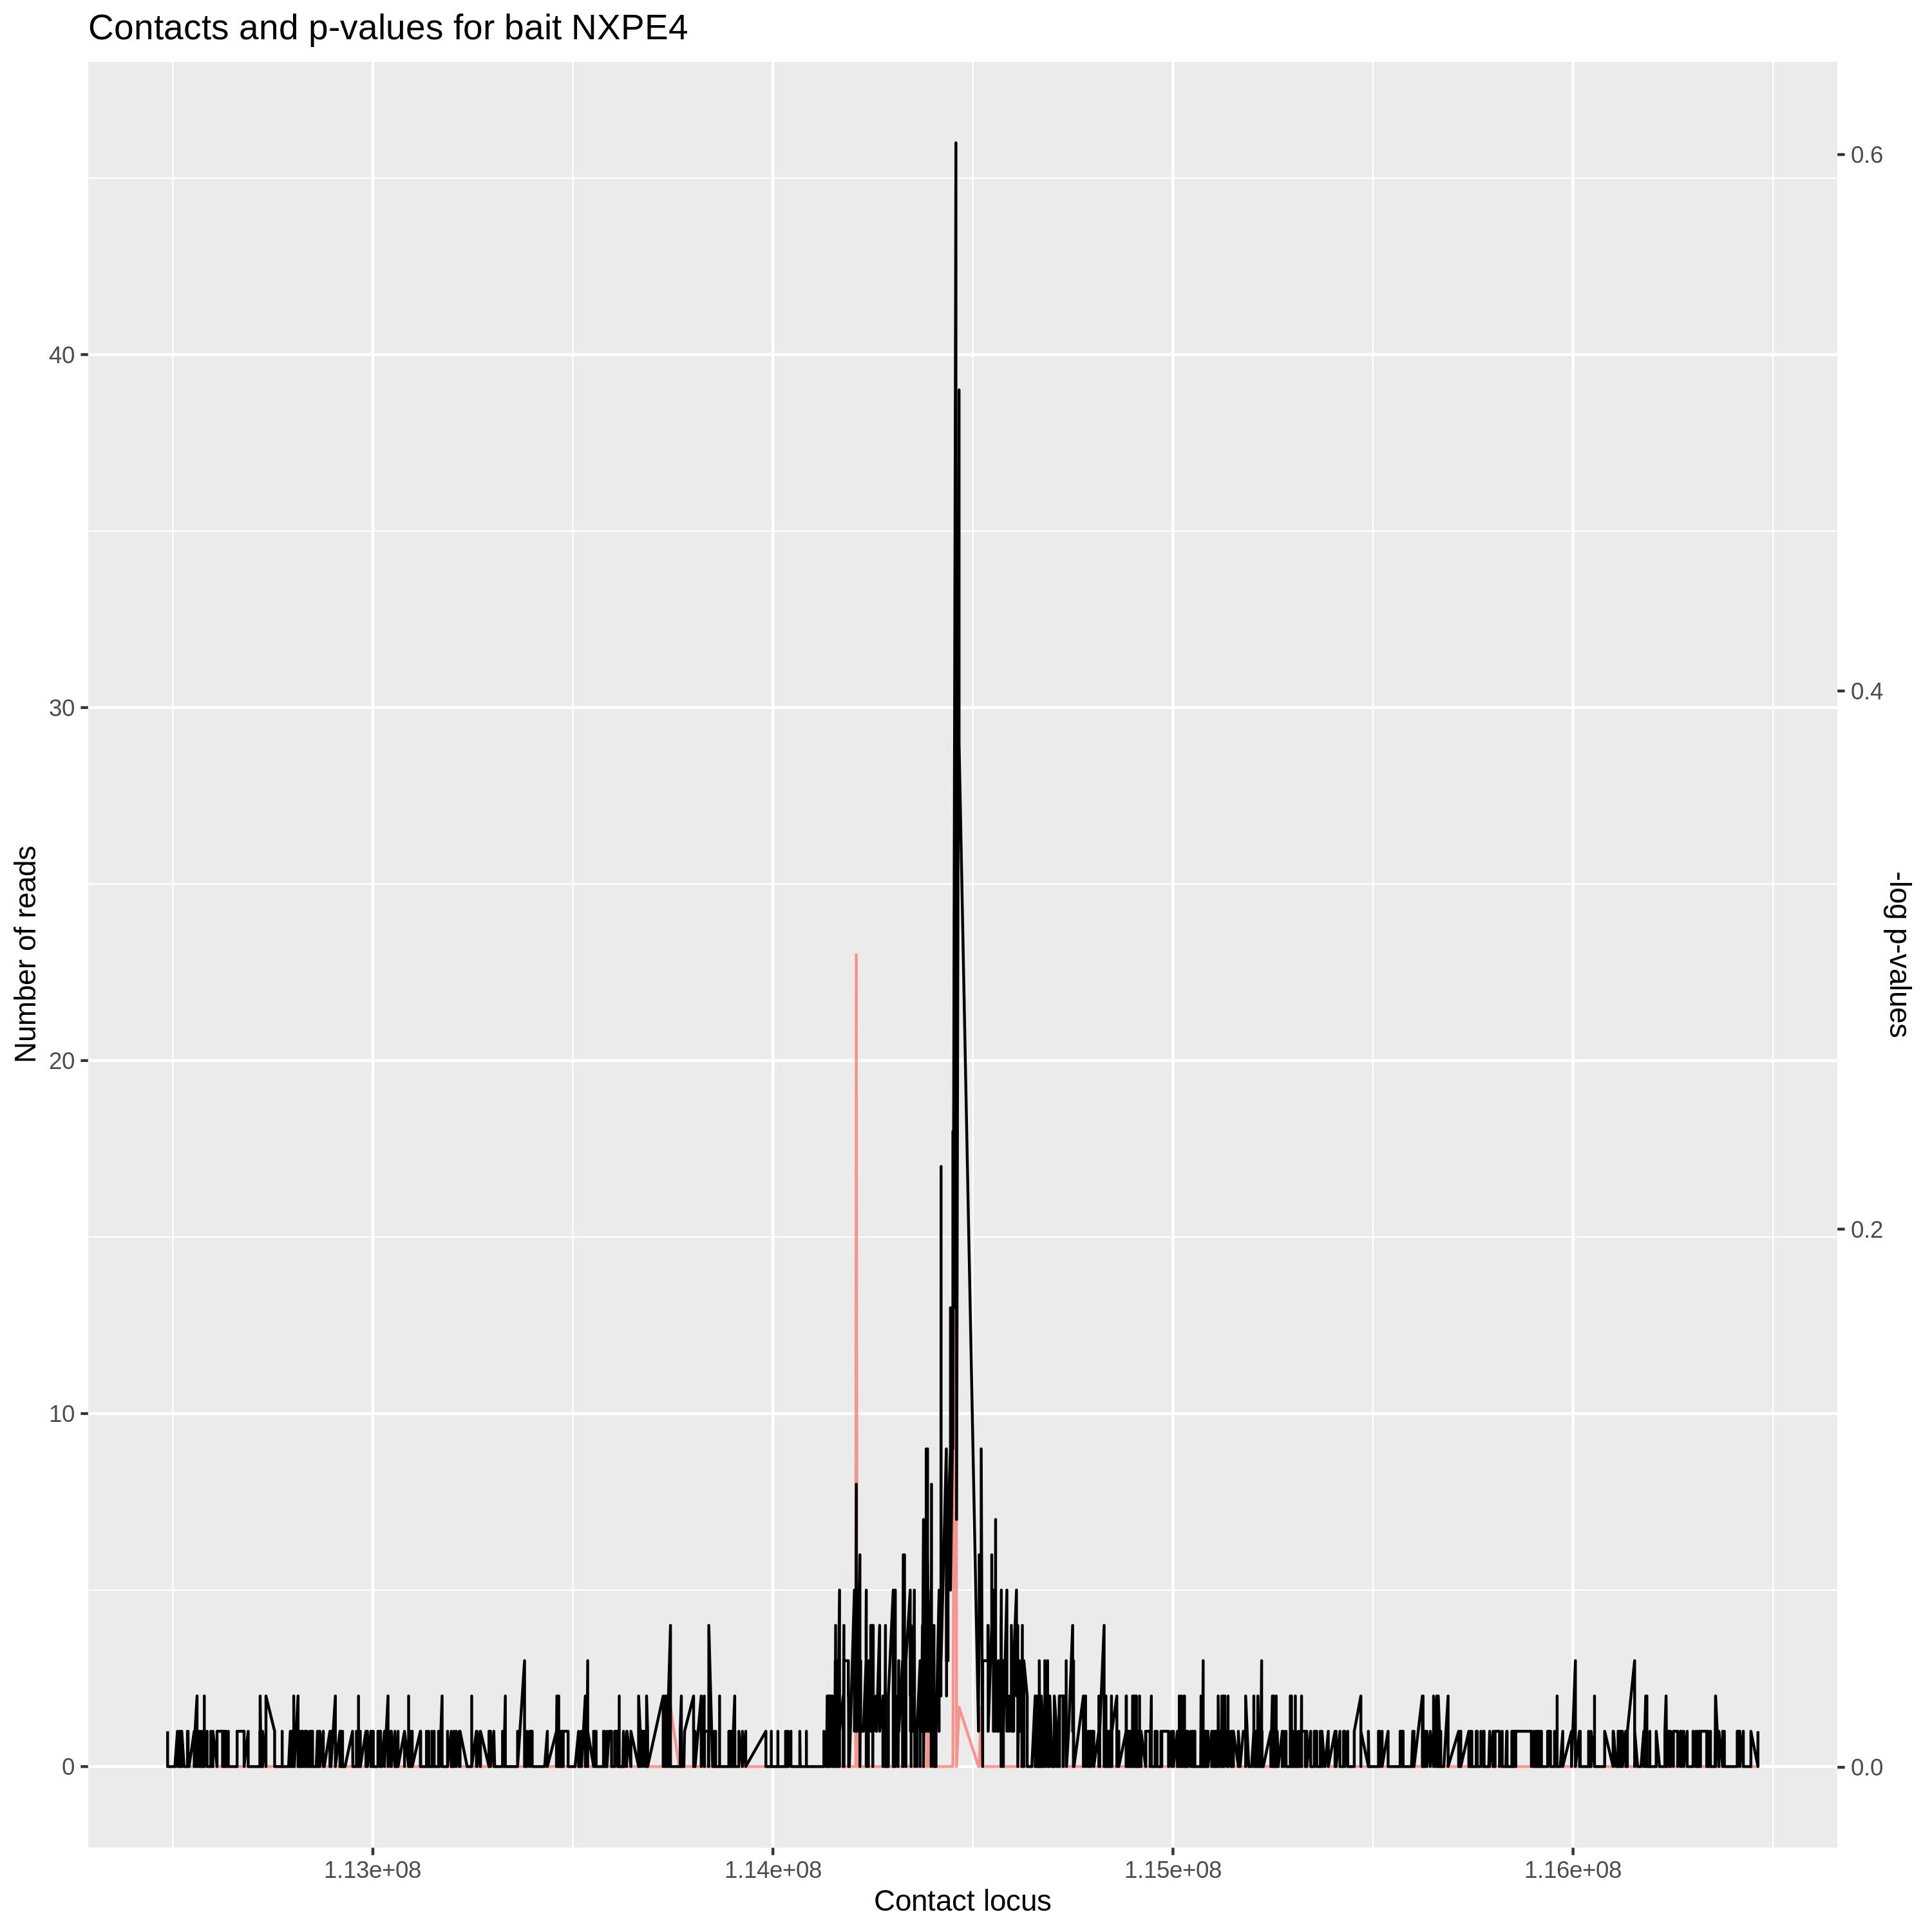 Contacts and p-values for bait NXPE4
Number of reads
40
30
20
10
0
0.6
0.4
0.2
0.0
-log p-values
1.13e+08
1.14e+08
1.15e+08
1.16e+08
Contact locus